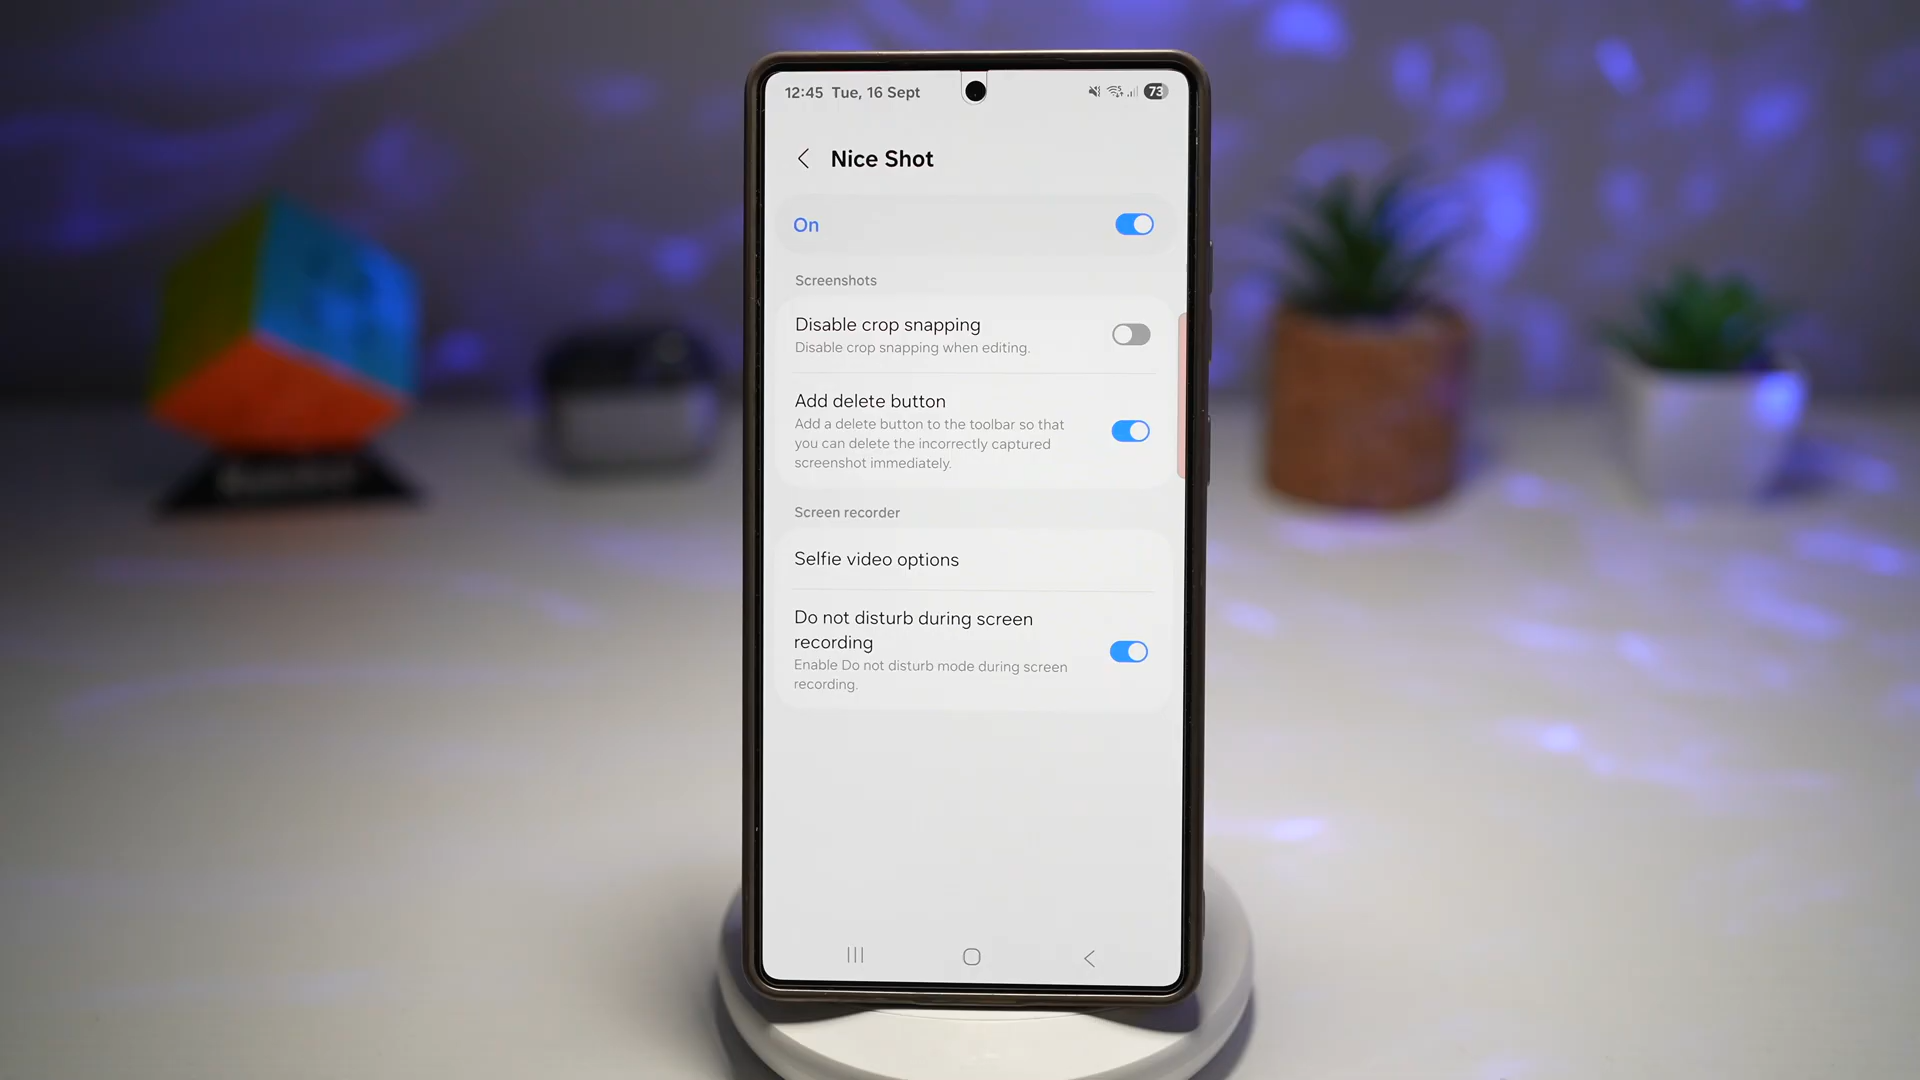 12:45 Tue, 16 Sept
73
Nice Shot
On
Screenshots
Disable crop snapping
Disable crop snapping when editing.
Add delete button
Add a delete button to the toolbar so that
you can delete the incorrectly captured
screenshot immediately.
Screen recorder
Selfie video options
Do not disturb during screen
recording
Enable Do not disturb mode during screen
recording.